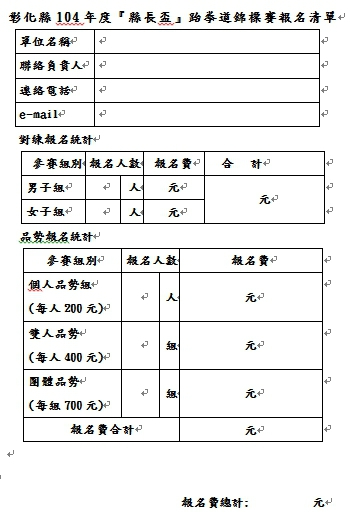 彰化縣 104 年度『縣長盃』跆拳道錦標賽報名清單
單位名稱
聯絡負責人
連絡電話
e-mail
對練報名統計
參賽組別 報名人數 報名費 合 計
男子組 人 元 元
女子組 人 元
品勢報名統計
參賽組別 報名人數 報名費
個人品勢組
(每人 200 元) 人 元
雙人品勢
(每人 400 元) 組 元
團體品勢
(每組 700 元) 組 元
報名費合計 元
報名費總計: 元